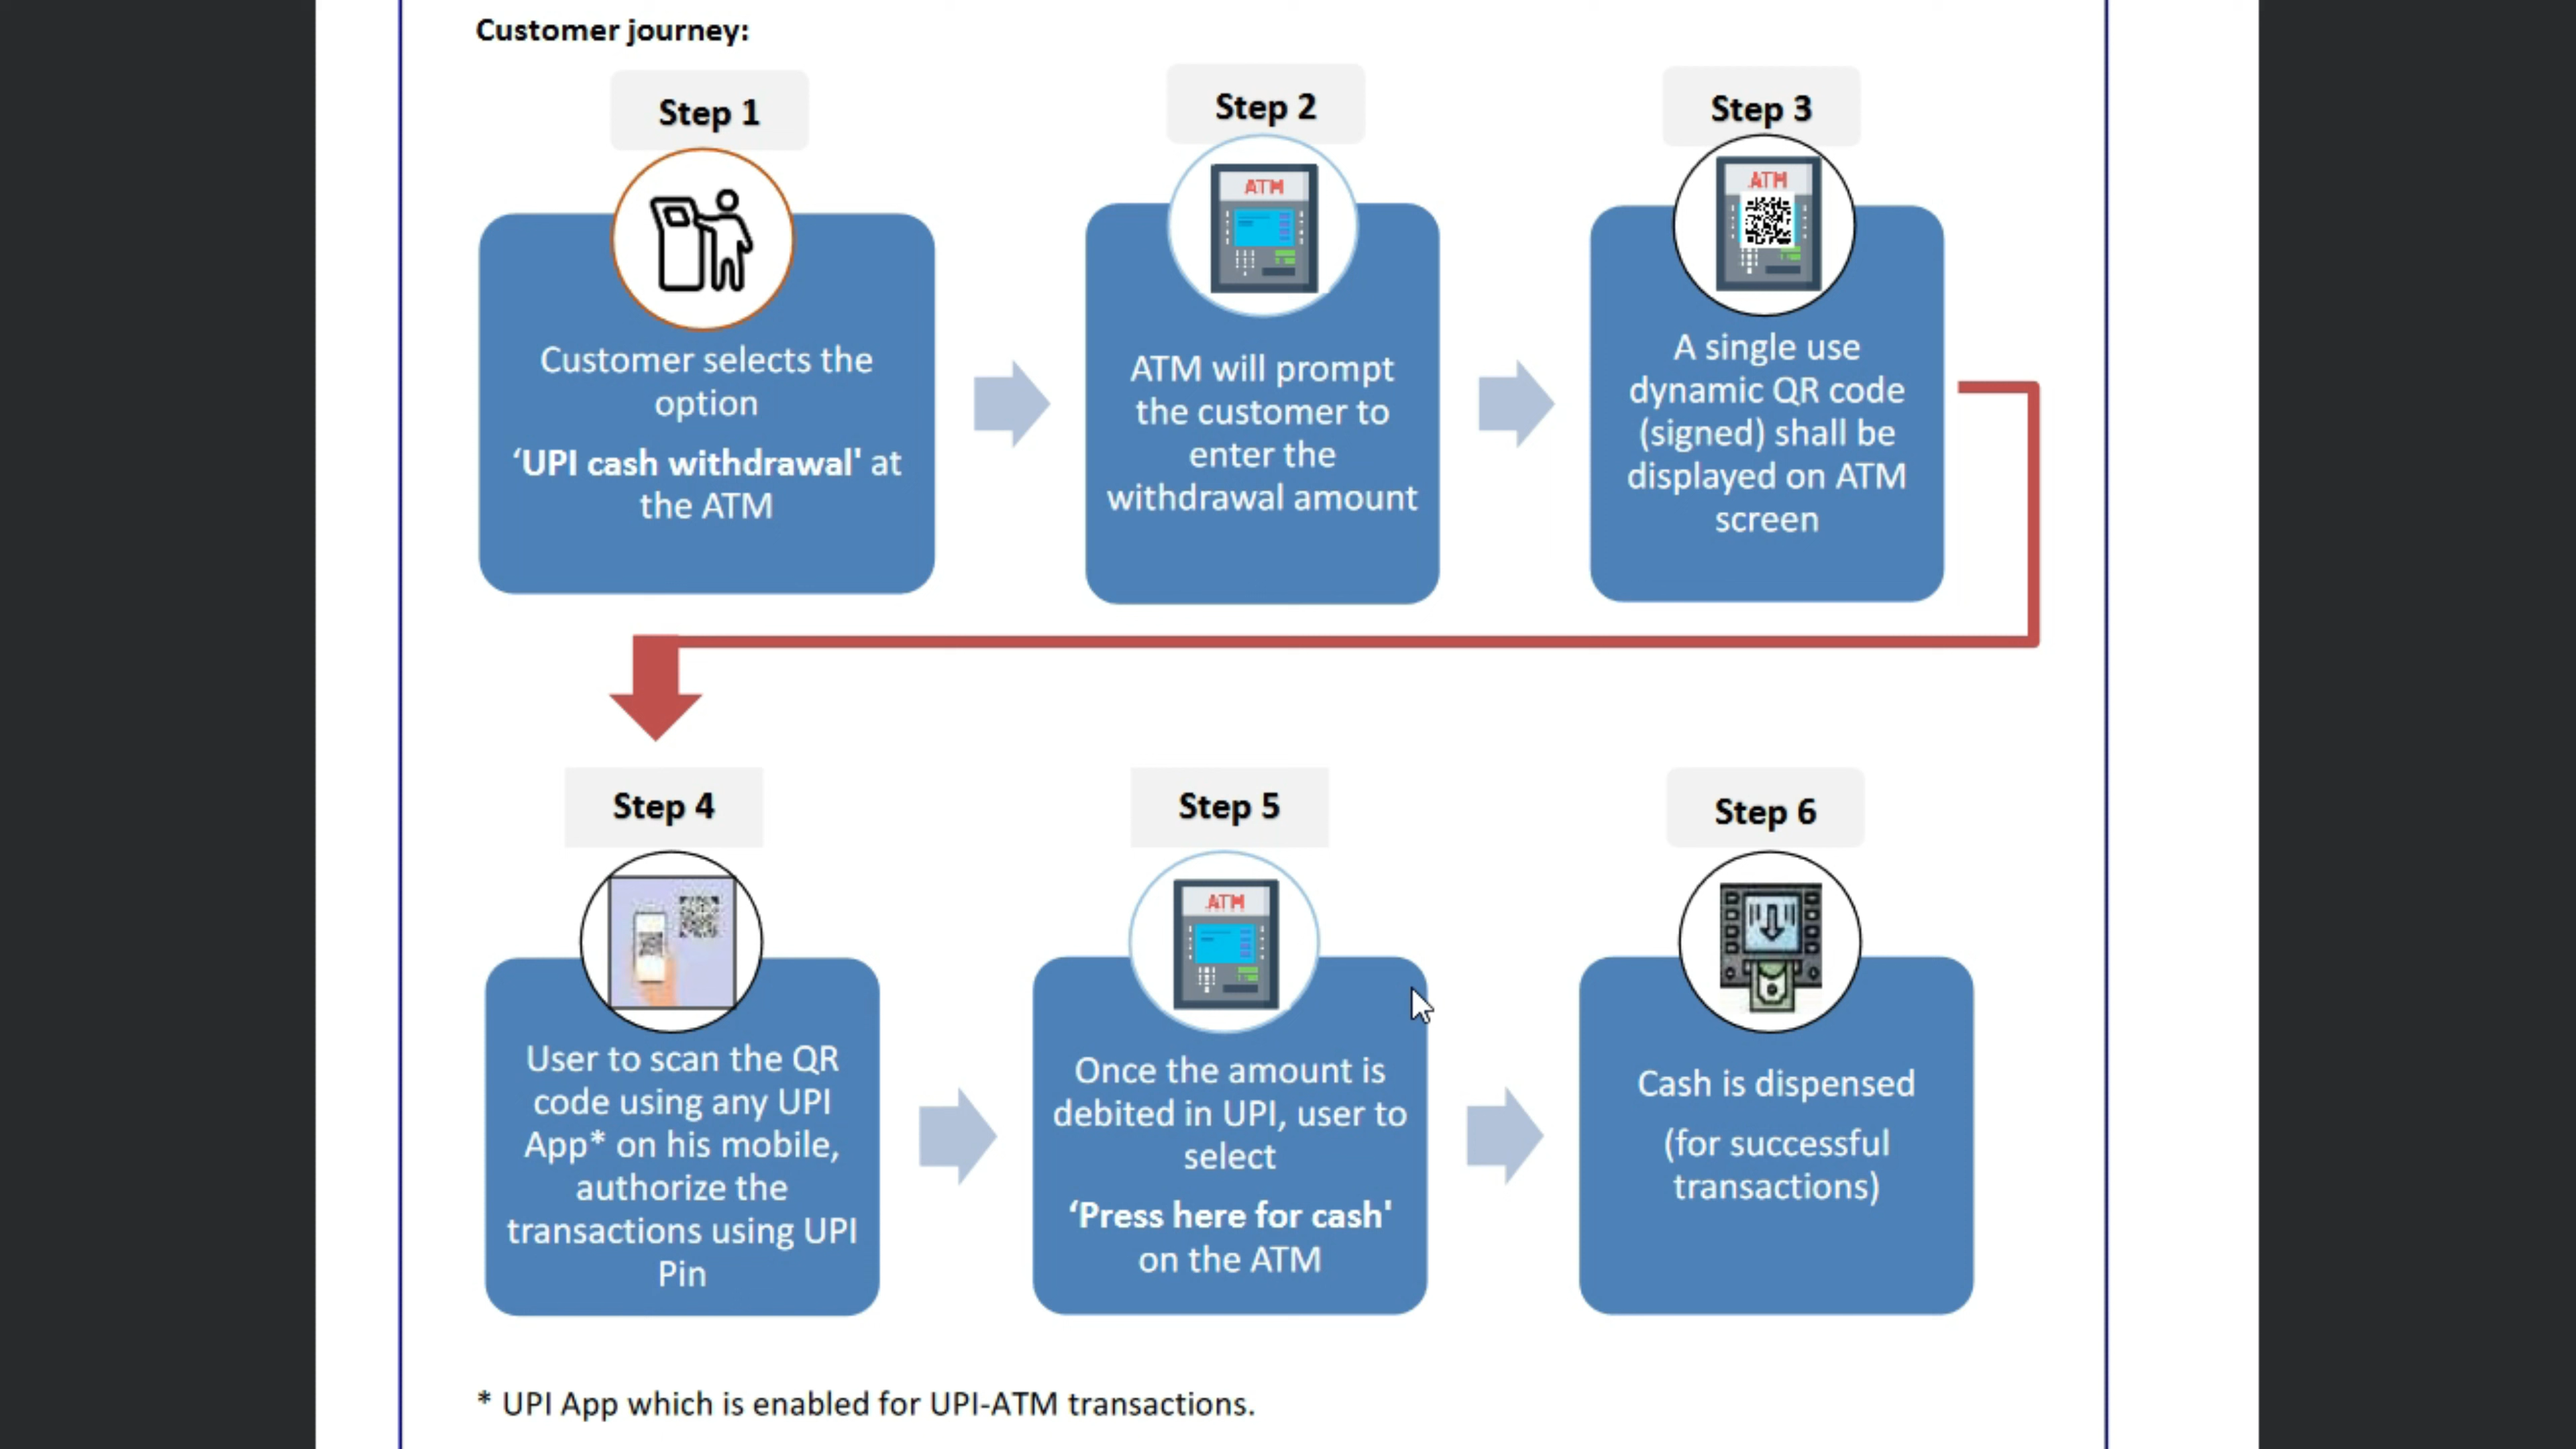 Customer journey:
Step 1
ATM
Step 2
ATM
Step 3
Customer selects the
option
‘UPI cash withdrawal' at
the ATM
ATM will prompt
the customer to
enter the
withdrawal amount
A single use
dynamic QR code
(signed) shall be
displayed on ATM
screen
Step 4
Step 5
ATM
Step 6
User to scan the QR
code using any UPI
App* on his mobile,
authorize the
transactions using UPI
Pin
Once the amount is
debited in UPI, user to
select
‘Press here for cash'
on the ATM
Cash is dispensed
(for successful
transactions)
* UPI App which is enabled for UPI-ATM transactions.